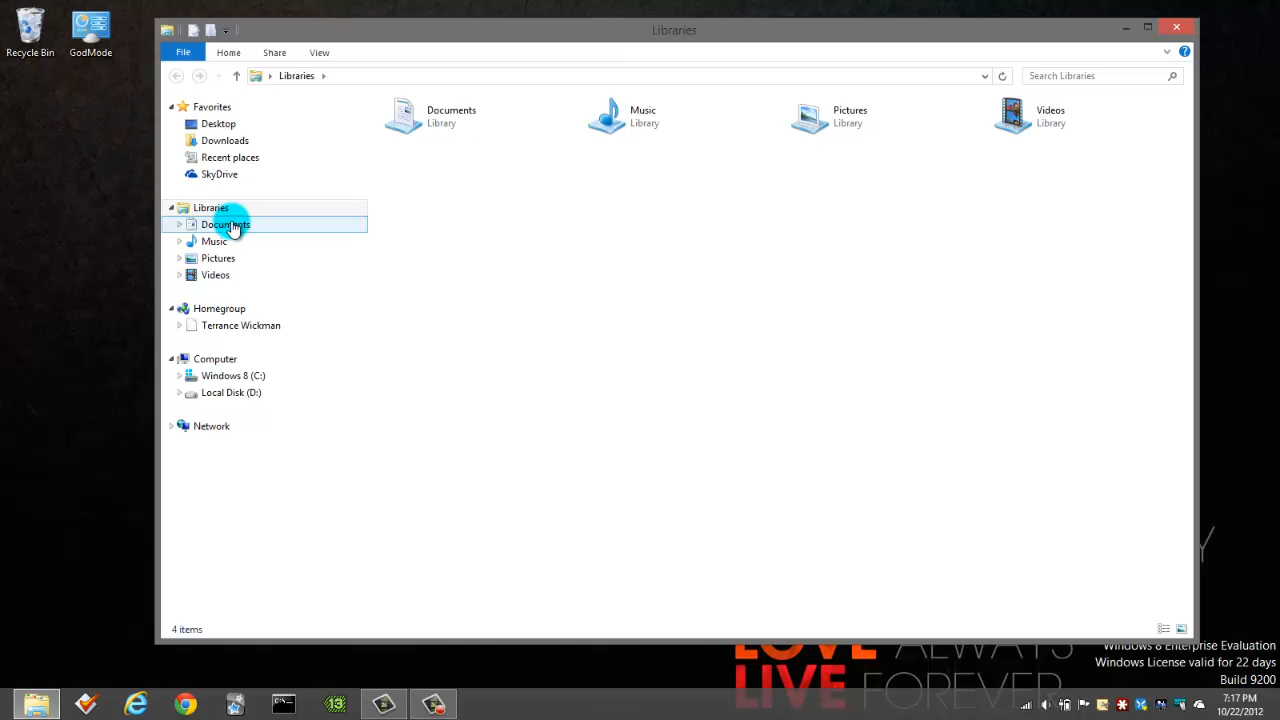 Recycle Bin
GodMode
Libraries
File Home Share View
Libraries
Search Libraries
Favorites
Desktop
Downloads
Recent places
SkyDrive
Libraries
Documents
Music
Pictures
Videos
Homegroup
Terrance Wickman
Computer
Windows 8 (C:)
Local Disk (D:)
Network
Documents
Library
Music
Library
Pictures
Library
Videos
Library
4 items
LOVE ALWAYS
LIVE FOREVER
Windows 8 Enterprise Evaluation
Windows License valid for 22 days
Build 9200
13
7:17 PM
10/22/2012